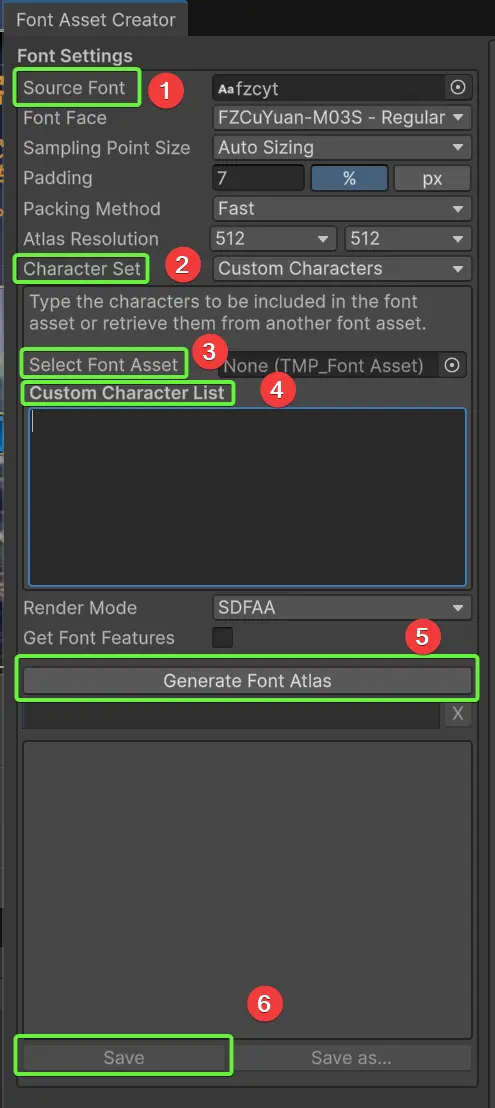 Font Asset Creator
Font Settings
Source Font 1 Aa fzcyt
Font Face FZCuYuan-M03S - Regular
Sampling Point Size Auto Sizing
Padding 7 % px
Packing Method Fast
Atlas Resolution 512 512
Character Set 2 Custom Characters
Type the characters to be included in the font
asset or retrieve them from another font asset.
Select Font Asset 3 None (TMP_Font Asset)
Custom Character List 4
Render Mode SDFAA
Get Font Features 5
Generate Font Atlas
X
6
Save Save as...